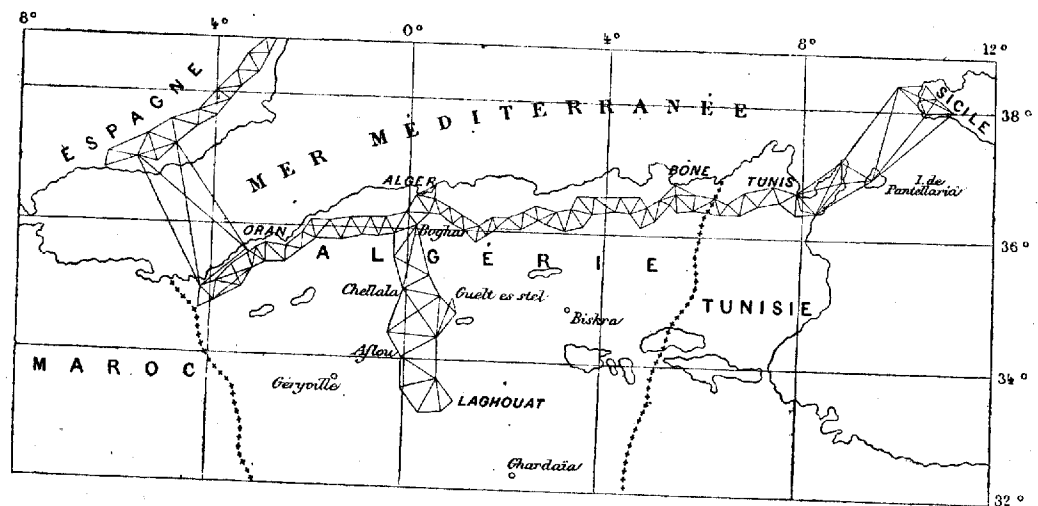 8° 4° 0° 4° 8° 12°
ESPAGNE
MER MÉDITERRANÉE
SICILE
38°
ALGER
BÔNE
TUNIS
I. de
Pantellaria
ORAN
Boghar
36°
ALGÉRIE
Chellala
Guelt es stel
Biskra
TUNISIE
MAROC
Aflou
Géryville
34°
LAGHOUAT
Ghardaïa
32°